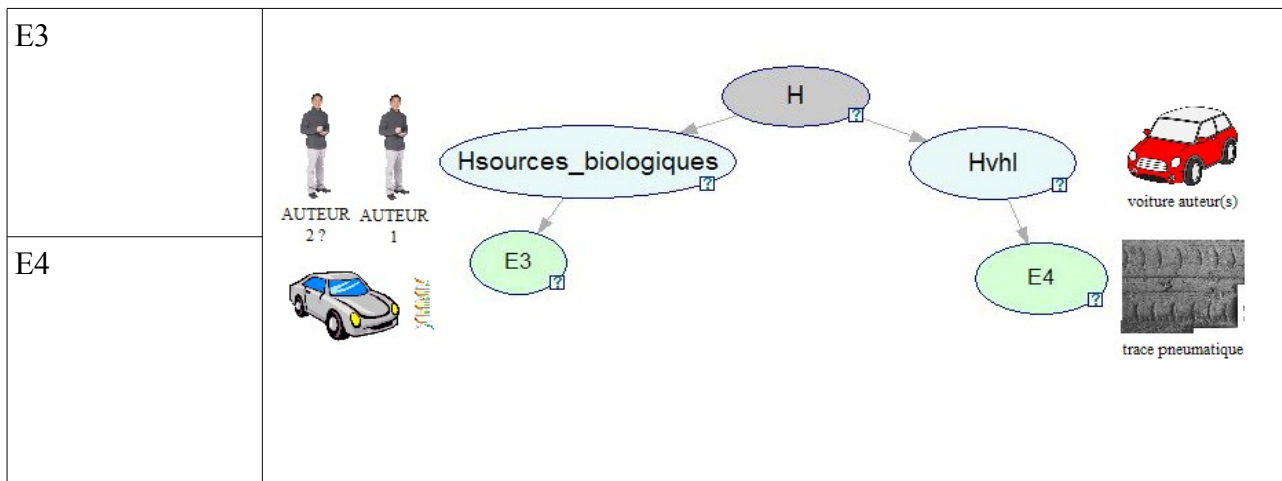 E3
H
?
Hsources_biologiques
?
Hvhl
?
AUTEUR
2 ?
AUTEUR
1
voiture auteur(s)
E4
E3
?
E4
?
trace pneumatique